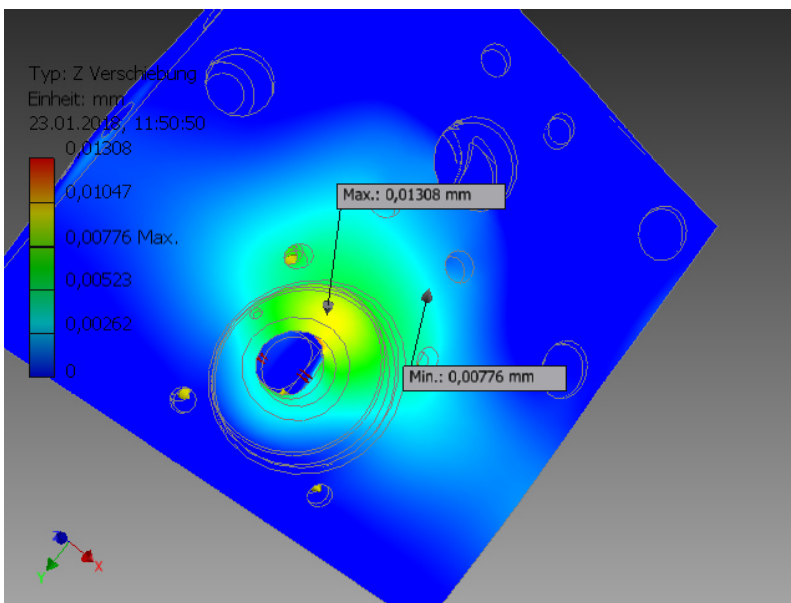 Typ: Z Verschiebung
Einheit: mm
23.01.2018, 11:50:50
0,01308
0,01047
0,00776 Max.
0,00523
0,00262
0
Max.: 0,01308 mm
Min.: 0,00776 mm
Y
X